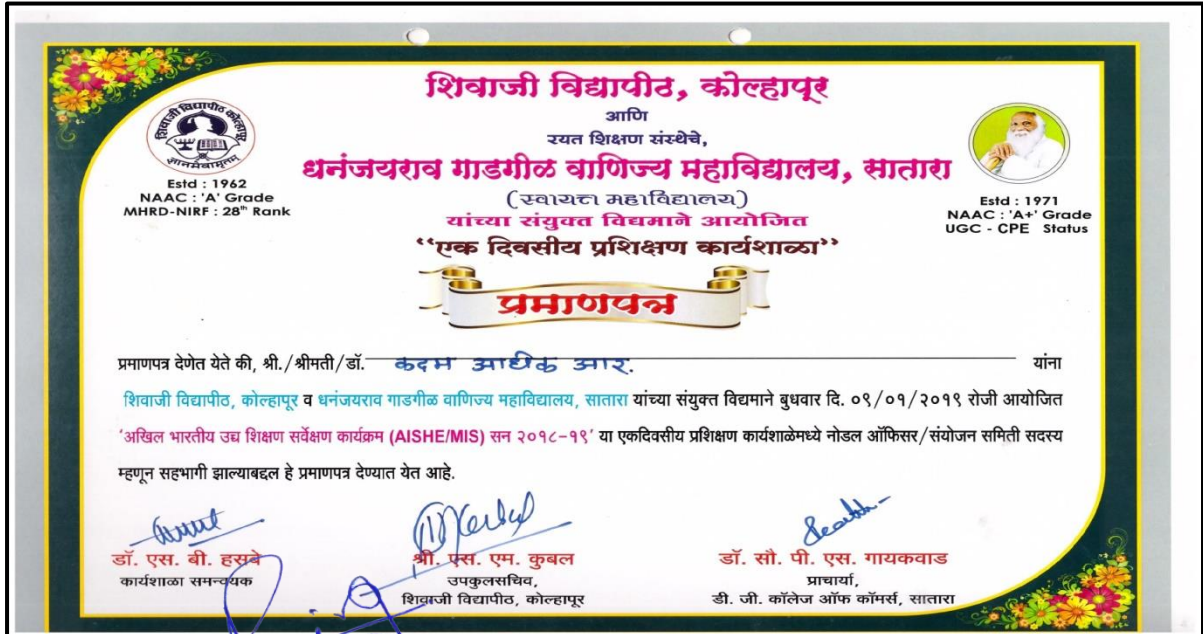 शिवाजी विद्यापीठ, कोल्हापूर
आणि
रयत शिक्षण संस्थेचे,
धनंजयराव गाडगीळ वाणिज्य महाविद्यालय, सातारा
(स्वायत्त महाविद्यालय)
यांच्या संयुक्त विद्यमाने आयोजित
“एक दिवसीय प्रशिक्षण कार्यशाळा”
प्रमाणपत्र
शिवाजी विद्यापीठ कोल्हापूर
ज्ञानमेवामृतम्
Estd : 1962
NAAC : 'A' Grade
MHRD-NIRF : 28th Rank
Estd : 1971
NAAC : 'A+' Grade
UGC - CPE Status
प्रमाणपत्र देणेत येते की, श्री./श्रीमती/डॉ. कदम आधीक आर. यांना
शिवाजी विद्यापीठ, कोल्हापूर व धनंजयराव गाडगीळ वाणिज्य महाविद्यालय, सातारा यांच्या संयुक्त विद्यमाने बुधवार दि. ०९/०१/२०१९ रोजी आयोजित
'अखिल भारतीय उच्च शिक्षण सर्वेक्षण कार्यक्रम (AISHE/MIS) सन २०१८-१९' या एकदिवसीय प्रशिक्षण कार्यशाळेमध्ये नोडल ऑफिसर/संयोजन समिती सदस्य
म्हणून सहभागी झाल्याबद्दल हे प्रमाणपत्र देण्यात येत आहे.
डॉ. एस. बी. हसबे
कार्यशाळा समन्वयक
श्री. एस. एम. कुबल
उपकुलसचिव,
शिवाजी विद्यापीठ, कोल्हापूर
डॉ. सौ. पी. एस. गायकवाड
प्राचार्या,
डी. जी. कॉलेज ऑफ कॉमर्स, सातारा